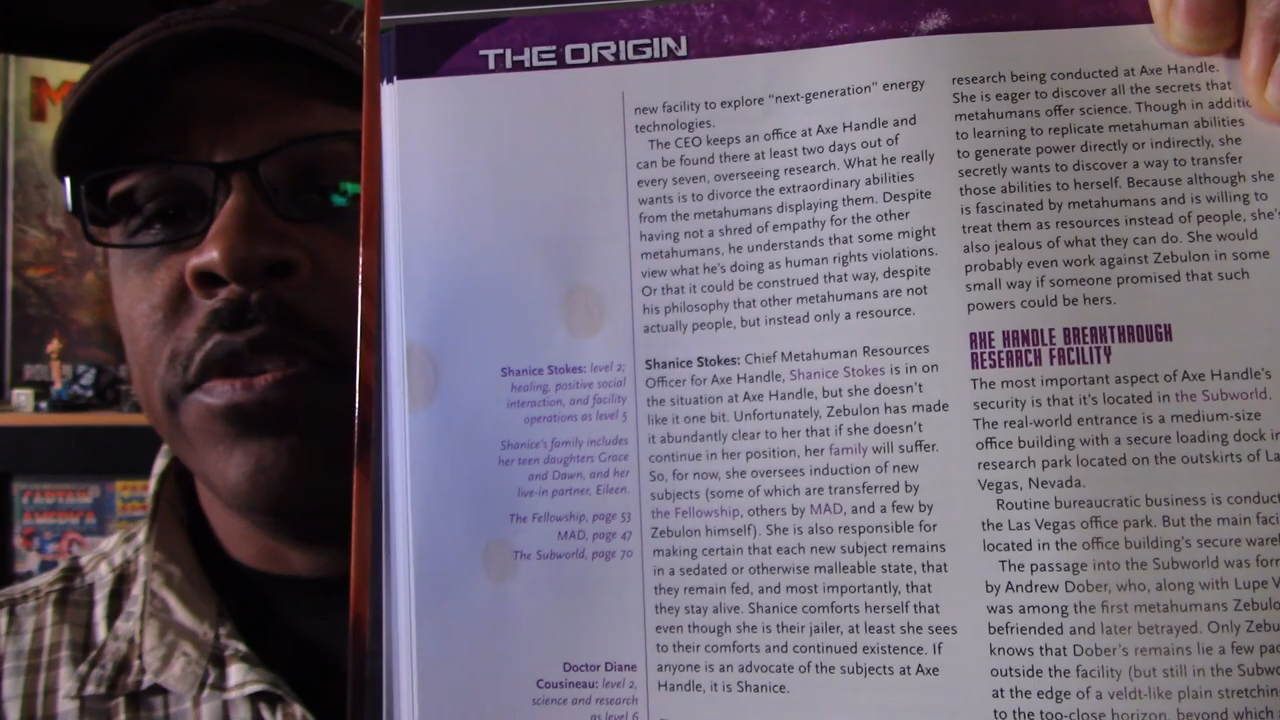 THE ORIGIN
new facility to explore “next-generation” energy
technologies.
The CEO keeps an office at Axe Handle and
can be found there at least two days out of
every seven, overseeing research. What he really
wants is to divorce the extraordinary abilities
from the metahumans displaying them. Despite
having not a shred of empathy for the other
metahumans, he understands that some might
view what he's doing as human rights violations.
Or that it could be construed that way, despite
his philosophy that other metahumans are not
actually people, but instead only a resource.
Shanice Stokes: Chief Metahuman Resources
Officer for Axe Handle, Shanice Stokes is in on
the situation at Axe Handle, but she doesn't
like it one bit. Unfortunately, Zebulon has made
it abundantly clear to her that if she doesn't
continue in her position, her family will suffer.
So, for now, she oversees induction of new
subjects (some of which are transferred by
the Fellowship, others by MAD, and a few by
Zebulon himself). She is also responsible for
making certain that each new subject remains
in a sedated or otherwise malleable state, that
they remain fed, and most importantly, that
they stay alive. Shanice comforts herself that
even though she is their jailer, at least she sees
to their comforts and continued existence. If
anyone is an advocate of the subjects at Axe
Handle, it is Shanice.
Shanice Stokes: level 2;
healing, positive social
interaction, and facility
operations as level 5
Shanice's family includes
her teen daughters Grace
and Dawn, and her
live-in partner, Eileen.
The Fellowship, page 53
MAD, page 47
The Subworld, page 70
Doctor Diane
Cousineau: level 2,
science and research
as level 6
research being conducted at Axe Handle.
She is eager to discover all the secrets that
metahumans offer science. Though in additio
to learning to replicate metahuman abilities
to generate power directly or indirectly, she
secretly wants to discover a way to transfer
those abilities to herself. Because although she
is fascinated by metahumans and is willing to
treat them as resources instead of people, she's
also jealous of what they can do. She would
probably even work against Zebulon in some
small way if someone promised that such
powers could be hers.
AXE HANDLE BREAKTHROUGH
RESEARCH FACILITY
The most important aspect of Axe Handle's
security is that it's located in the Subworld.
The real-world entrance is a medium-size
office building with a secure loading dock in
research park located on the outskirts of La
Vegas, Nevada.
Routine bureaucratic business is conduc
the Las Vegas office park. But the main faci
located in the office building's secure ware
The passage into the Subworld was for
by Andrew Dober, who, along with Lupe V
was among the first metahumans Zebulo
befriended and later betrayed. Only Zebu
knows that Dober's remains lie a few pac
outside the facility (but still in the Subwo
at the edge of a veldt-like plain stretchin
to the too-close horizon, beyond which
CAPTAIN
AMERICA